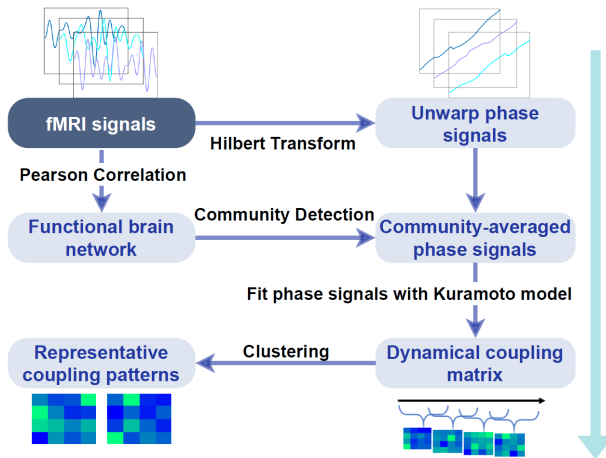 fMRI signals
Hilbert Transform
Unwarp phase
signals
Pearson Correlation
Functional brain
network
Community Detection
Community-averaged
phase signals
Fit phase signals with Kuramoto model
Representative
coupling patterns
Clustering
Dynamical coupling
matrix